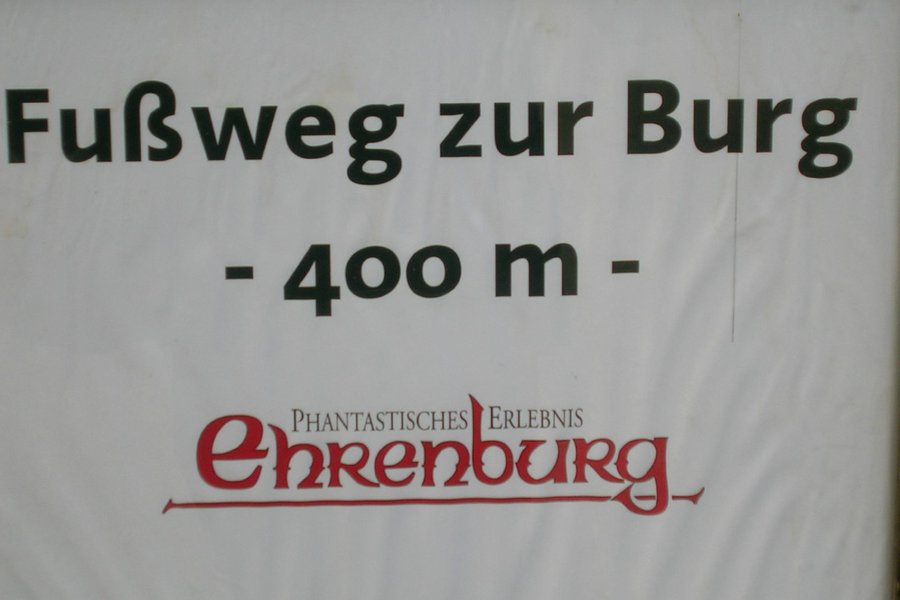 Fußweg zur Burg
- 400 m -
PHANTASTISCHES ERLEBNIS
ehrenburg